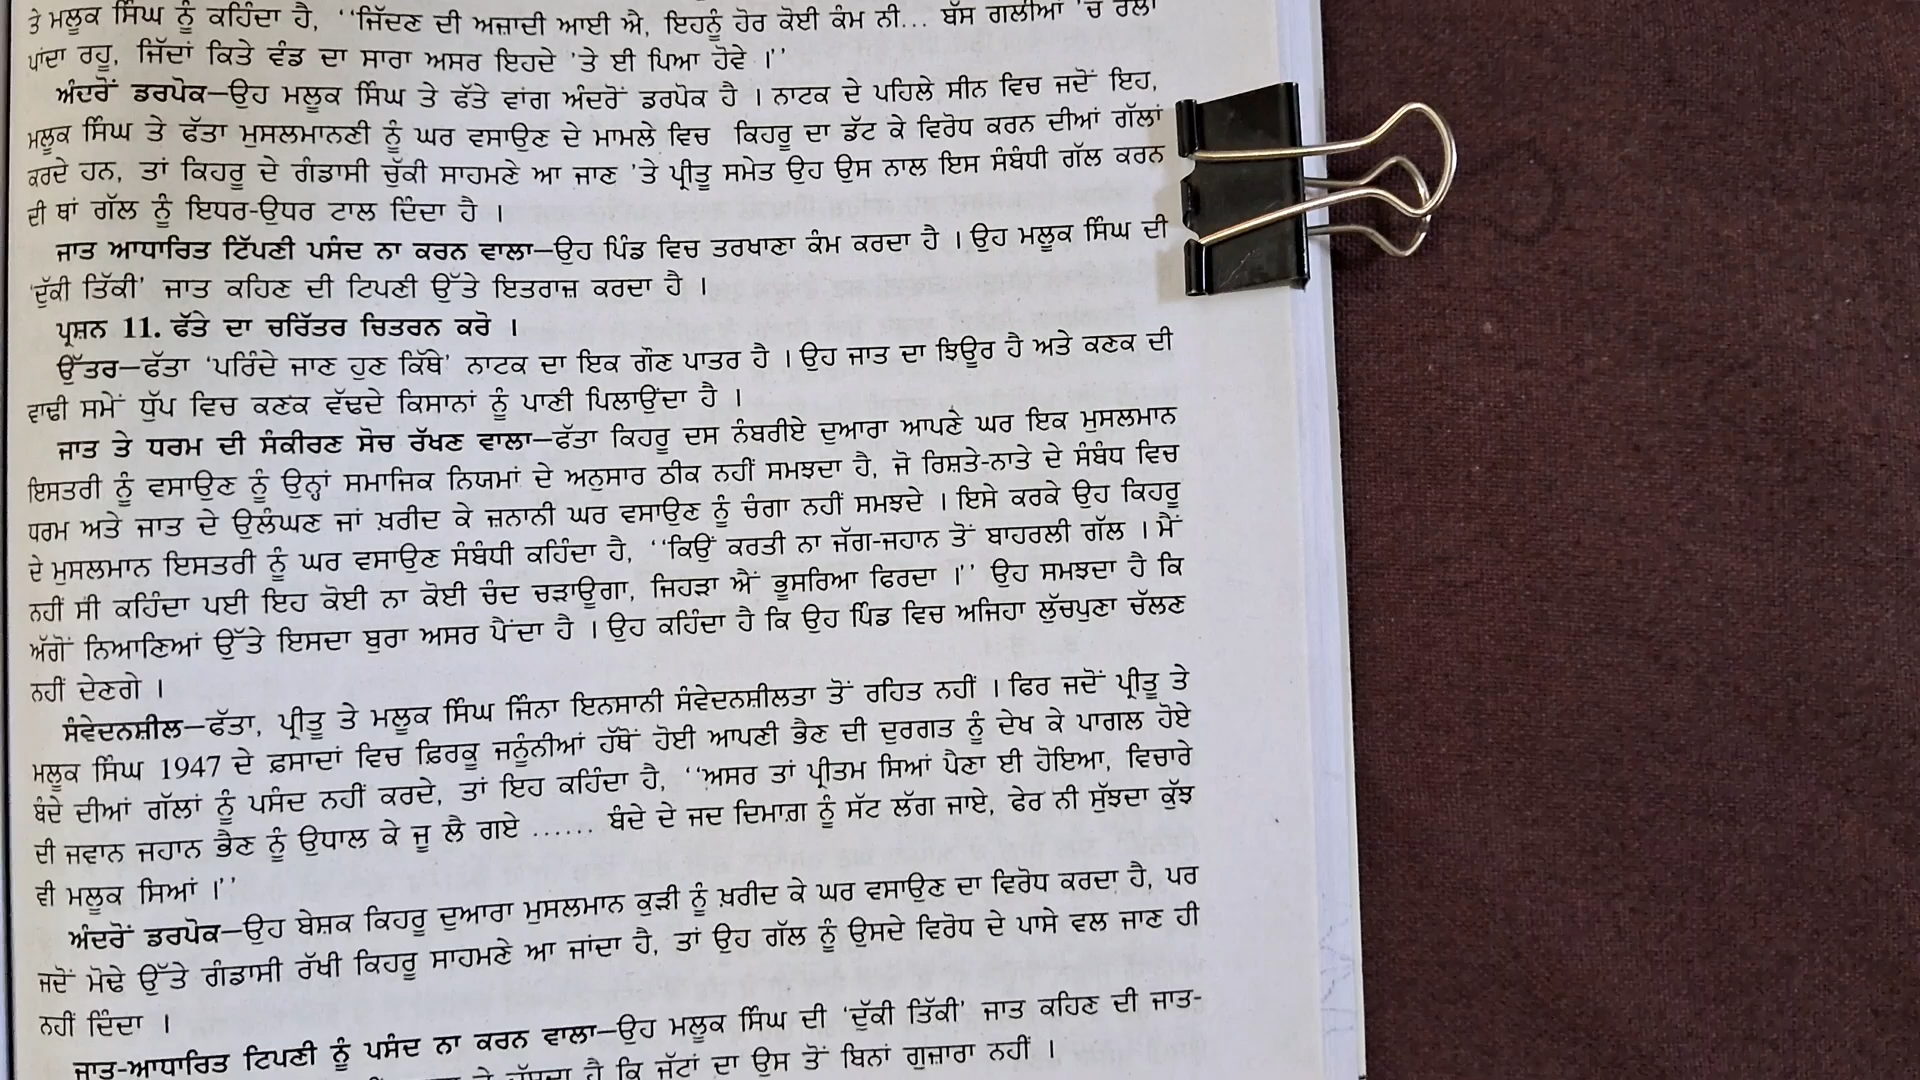 ਤੇ ਮਲੂਕ ਸਿੰਘ ਨੂੰ ਕਹਿੰਦਾ ਹੈ, ‘‘ਜਿੱਦਣ ਦੀ ਅਜ਼ਾਦੀ ਆਈ ਐ, ਇਹਨੂੰ ਹੋਰ ਕੋਈ ਕੰਮ ਨੀ... ਬੱਸ ਗਲੀਆਂ 'ਚ ਰੌਲਾ
ਪਾਂਦਾ ਰਹੂ, ਜਿੱਦਾਂ ਕਿਤੇ ਵੰਡ ਦਾ ਸਾਰਾ ਅਸਰ ਇਹਦੇ 'ਤੇ ਈ ਪਿਆ ਹੋਵੇ ।’’
ਅੰਦਰੋਂ ਡਰਪੋਕ—ਉਹ ਮਲੂਕ ਸਿੰਘ ਤੇ ਫੱਤੇ ਵਾਂਗ ਅੰਦਰੋਂ ਡਰਪੋਕ ਹੈ । ਨਾਟਕ ਦੇ ਪਹਿਲੇ ਸੀਨ ਵਿਚ ਜਦੋਂ ਇਹ,
ਮਲੂਕ ਸਿੰਘ ਤੇ ਫੱਤਾ ਮੁਸਲਮਾਨਣੀ ਨੂੰ ਘਰ ਵਸਾਉਣ ਦੇ ਮਾਮਲੇ ਵਿਚ ਕਿਹਰੂ ਦਾ ਡੱਟ ਕੇ ਵਿਰੋਧ ਕਰਨ ਦੀਆਂ ਗੱਲਾਂ
ਕਰਦੇ ਹਨ, ਤਾਂ ਕਿਹਰੂ ਦੇ ਗੰਡਾਸੀ ਚੁੱਕੀ ਸਾਹਮਣੇ ਆ ਜਾਣ 'ਤੇ ਪ੍ਰੀਤੂ ਸਮੇਤ ਉਹ ਉਸ ਨਾਲ ਇਸ ਸੰਬੰਧੀ ਗੱਲ ਕਰਨ
ਦੀ ਥਾਂ ਗੱਲ ਨੂੰ ਇਧਰ-ਉਧਰ ਟਾਲ ਦਿੰਦਾ ਹੈ ।
ਜਾਤ ਆਧਾਰਿਤ ਟਿੱਪਣੀ ਪਸੰਦ ਨਾ ਕਰਨ ਵਾਲਾ—ਉਹ ਪਿੰਡ ਵਿਚ ਤਰਖਾਣਾ ਕੰਮ ਕਰਦਾ ਹੈ । ਉਹ ਮਲੂਕ ਸਿੰਘ ਦੀ
‘ਦੁੱਕੀ ਤਿੱਕੀ’ ਜਾਤ ਕਹਿਣ ਦੀ ਟਿਪਣੀ ਉੱਤੇ ਇਤਰਾਜ਼ ਕਰਦਾ ਹੈ ।
ਪ੍ਰਸ਼ਨ 11. ਫੱਤੇ ਦਾ ਚਰਿੱਤਰ ਚਿਤਰਨ ਕਰੋ ।
ਉੱਤਰ—ਫੱਤਾ ‘ਪਰਿੰਦੇ ਜਾਣ ਹੁਣ ਕਿੱਥੇ’ ਨਾਟਕ ਦਾ ਇਕ ਗੌਣ ਪਾਤਰ ਹੈ । ਉਹ ਜਾਤ ਦਾ ਝਿਊਰ ਹੈ ਅਤੇ ਕਣਕ ਦੀ
ਵਾਢੀ ਸਮੇਂ ਧੁੱਪ ਵਿਚ ਕਣਕ ਵੱਢਦੇ ਕਿਸਾਨਾਂ ਨੂੰ ਪਾਣੀ ਪਿਲਾਉਂਦਾ ਹੈ ।
ਜਾਤ ਤੇ ਧਰਮ ਦੀ ਸੰਕੀਰਣ ਸੋਚ ਰੱਖਣ ਵਾਲਾ—ਫੱਤਾ ਕਿਹਰੂ ਦਸ ਨੰਬਰੀਏ ਦੁਆਰਾ ਆਪਣੇ ਘਰ ਇਕ ਮੁਸਲਮਾਨ
ਇਸਤਰੀ ਨੂੰ ਵਸਾਉਣ ਨੂੰ ਉਨ੍ਹਾਂ ਸਮਾਜਿਕ ਨਿਯਮਾਂ ਦੇ ਅਨੁਸਾਰ ਠੀਕ ਨਹੀਂ ਸਮਝਦਾ ਹੈ, ਜੋ ਰਿਸ਼ਤੇ-ਨਾਤੇ ਦੇ ਸੰਬੰਧ ਵਿਚ
ਧਰਮ ਅਤੇ ਜਾਤ ਦੇ ਉਲੰਘਣ ਜਾਂ ਖ਼ਰੀਦ ਕੇ ਜ਼ਨਾਨੀ ਘਰ ਵਸਾਉਣ ਨੂੰ ਚੰਗਾ ਨਹੀਂ ਸਮਝਦੇ । ਇਸੇ ਕਰਕੇ ਉਹ ਕਿਹਰੂ
ਦੇ ਮੁਸਲਮਾਨ ਇਸਤਰੀ ਨੂੰ ਘਰ ਵਸਾਉਣ ਸੰਬੰਧੀ ਕਹਿੰਦਾ ਹੈ, ‘‘ਕਿਉਂ ਕਰਤੀ ਨਾ ਜੱਗ-ਜਹਾਨ ਤੋਂ ਬਾਹਰਲੀ ਗੱਲ । ਮੈਂ
ਨਹੀਂ ਸੀ ਕਹਿੰਦਾ ਪਈ ਇਹ ਕੋਈ ਨਾ ਕੋਈ ਚੰਦ ਚੜਾਊਗਾ, ਜਿਹੜਾ ਐਂ ਭੂਸਰਿਆ ਫਿਰਦਾ ।’’ ਉਹ ਸਮਝਦਾ ਹੈ ਕਿ
ਅੱਗੋਂ ਨਿਆਣਿਆਂ ਉੱਤੇ ਇਸਦਾ ਬੁਰਾ ਅਸਰ ਪੈਂਦਾ ਹੈ । ਉਹ ਕਹਿੰਦਾ ਹੈ ਕਿ ਉਹ ਪਿੰਡ ਵਿਚ ਅਜਿਹਾ ਲੁੱਚਪੁਣਾ ਚੱਲਣ
ਨਹੀਂ ਦੇਣਗੇ ।
ਸੰਵੇਦਨਸ਼ੀਲ—ਫੱਤਾ, ਪ੍ਰੀਤੂ ਤੇ ਮਲੂਕ ਸਿੰਘ ਜਿੰਨਾ ਇਨਸਾਨੀ ਸੰਵੇਦਨਸ਼ੀਲਤਾ ਤੋਂ ਰਹਿਤ ਨਹੀਂ । ਫਿਰ ਜਦੋਂ ਪ੍ਰੀਤੂ ਤੇ
ਮਲੂਕ ਸਿੰਘ 1947 ਦੇ ਫ਼ਸਾਦਾਂ ਵਿਚ ਫ਼ਿਰਕੂ ਜਨੂੰਨੀਆਂ ਹੱਥੋਂ ਹੋਈ ਆਪਣੀ ਭੈਣ ਦੀ ਦੁਰਗਤ ਨੂੰ ਦੇਖ ਕੇ ਪਾਗਲ ਹੋਏ
ਬੰਦੇ ਦੀਆਂ ਗੱਲਾਂ ਨੂੰ ਪਸੰਦ ਨਹੀਂ ਕਰਦੇ, ਤਾਂ ਇਹ ਕਹਿੰਦਾ ਹੈ, ‘‘ਅਸਰ ਤਾਂ ਪ੍ਰੀਤਮ ਸਿਆਂ ਪੈਣਾ ਈ ਹੋਇਆ, ਵਿਚਾਰੇ
ਦੀ ਜਵਾਨ ਜਹਾਨ ਭੈਣ ਨੂੰ ਉਧਾਲ ਕੇ ਜੂ ਲੈ ਗਏ ...... ਬੰਦੇ ਦੇ ਜਦ ਦਿਮਾਗ਼ ਨੂੰ ਸੱਟ ਲੱਗ ਜਾਏ, ਫੇਰ ਨੀ ਸੁੱਝਦਾ ਕੁੱਝ
ਵੀ ਮਲੂਕ ਸਿਆਂ ।’’
ਅੰਦਰੋਂ ਡਰਪੋਕ—ਉਹ ਬੇਸ਼ਕ ਕਿਹਰੂ ਦੁਆਰਾ ਮੁਸਲਮਾਨ ਕੁੜੀ ਨੂੰ ਖ਼ਰੀਦ ਕੇ ਘਰ ਵਸਾਉਣ ਦਾ ਵਿਰੋਧ ਕਰਦਾ ਹੈ, ਪਰ
ਜਦੋਂ ਮੋਢੇ ਉੱਤੇ ਗੰਡਾਸੀ ਰੱਖੀ ਕਿਹਰੂ ਸਾਹਮਣੇ ਆ ਜਾਂਦਾ ਹੈ, ਤਾਂ ਉਹ ਗੱਲ ਨੂੰ ਉਸਦੇ ਵਿਰੋਧ ਦੇ ਪਾਸੇ ਵਲ ਜਾਣ ਹੀ
ਨਹੀਂ ਦਿੰਦਾ ।
ਜਾਤ-ਆਧਾਰਿਤ ਟਿਪਣੀ ਨੂੰ ਪਸੰਦ ਨਾ ਕਰਨ ਵਾਲਾ—ਉਹ ਮਲੂਕ ਸਿੰਘ ਦੀ ‘ਦੁੱਕੀ ਤਿੱਕੀ’ ਜਾਤ ਕਹਿਣ ਦੀ ਜਾਤ-
ਹੈ ਕਿ ਜੱਟਾਂ ਦਾ ਉਸ ਤੋਂ ਬਿਨਾਂ ਗੁਜ਼ਾਰਾ ਨਹੀਂ ।